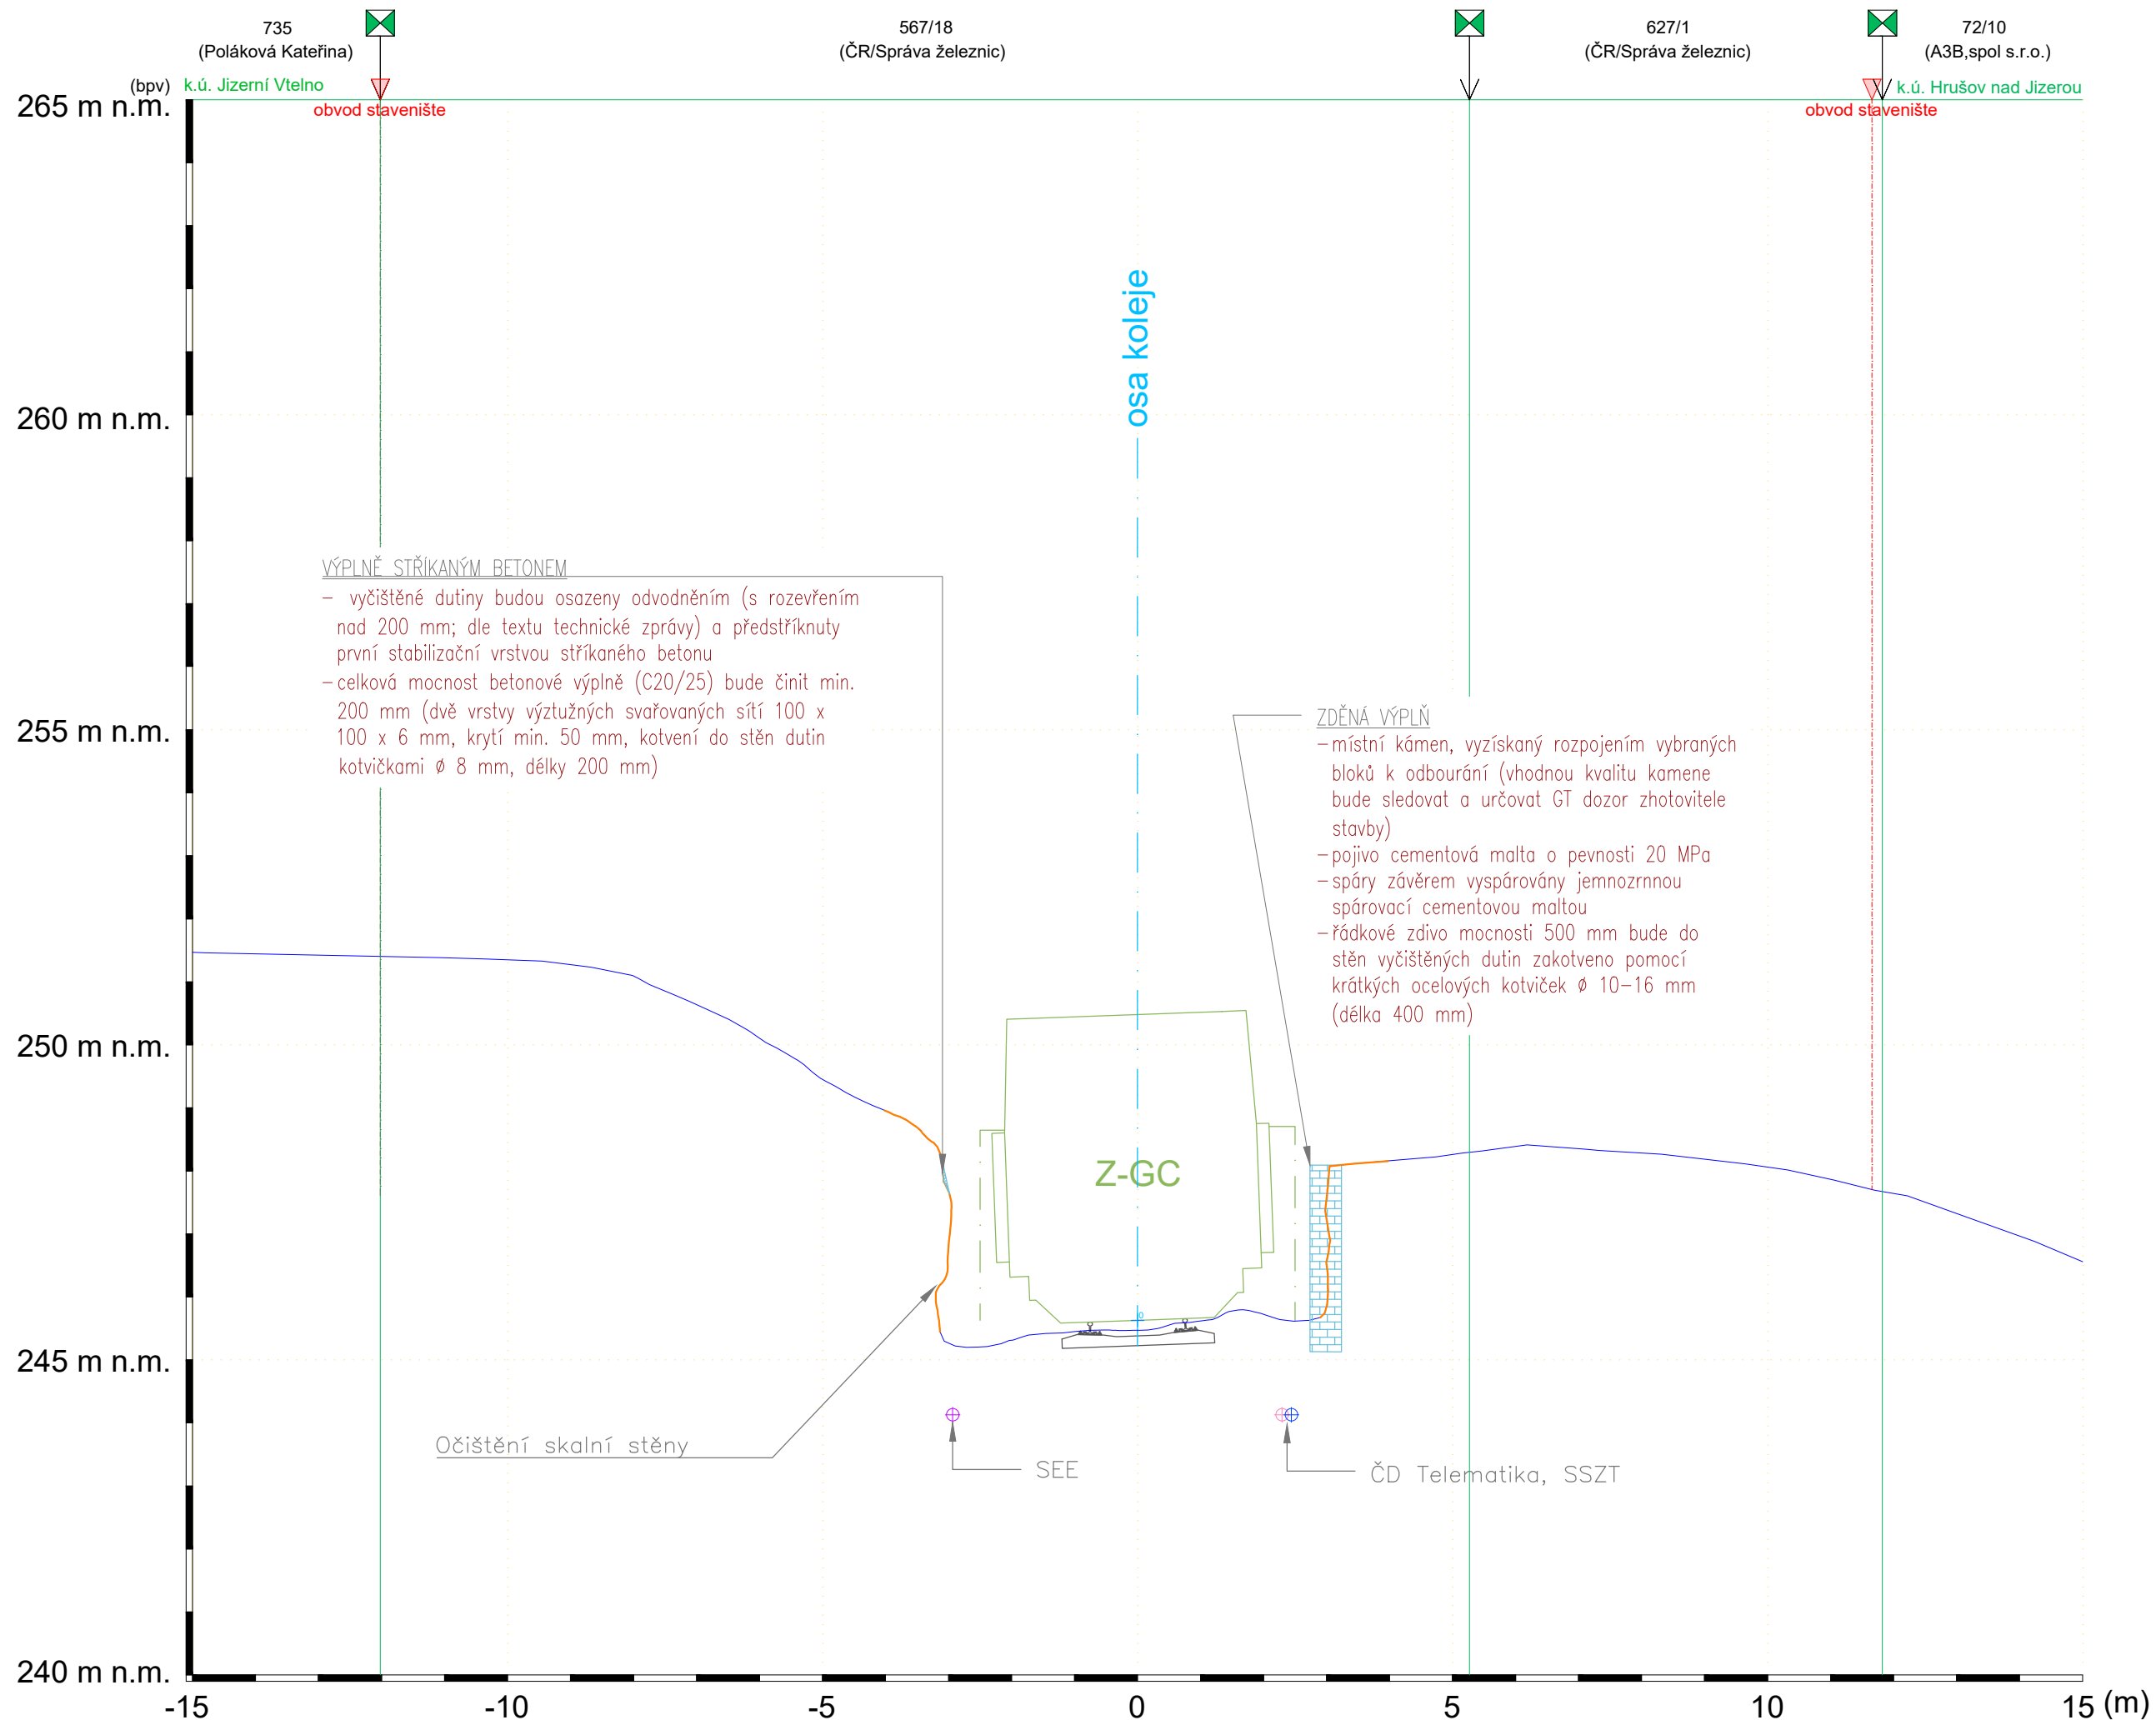 735
(Poláková Kateřina)
567/18
(ČR/Správa železnic)
627/1
(ČR/Správa železnic)
72/10
(A3B,spol s.r.o.)
(bpv)
k.ú. Jizerní Vtelno
k.ú. Hrušov nad Jizerou
265 m n.m.
obvod stavenište
obvod stavenište
260 m n.m.
osa koleje
VÝPLNĚ STŘÍKANÝM BETONEM
- vyčištěné dutiny budou osazeny odvodněním (s rozevřením
nad 200 mm; dle textu technické zprávy) a předstříknuty
první stabilizační vrstvou stříkaného betonu
- celková mocnost betonové výplně (C20/25) bude činit min.
200 mm (dvě vrstvy výztužných svařovaných sítí 100 x
100 x 6 mm, krytí min. 50 mm, kotvení do stěn dutin
kotvičkami ø 8 mm, délky 200 mm)
255 m n.m.
ZDĚNÁ VÝPLŇ
- místní kámen, vyzískaný rozpojením vybraných
bloků k odbourání (vhodnou kvalitu kamene
bude sledovat a určovat GT dozor zhotovitele
stavby)
- pojivo cementová malta o pevnosti 20 MPa
- spáry závěrem vyspárovány jemnozrnnou
spárovací cementovou maltou
- řádkové zdivo mocnosti 500 mm bude do
stěn vyčištěných dutin zakotveno pomocí
krátkých ocelových kotviček ø 10-16 mm
(délka 400 mm)
250 m n.m.
Z-GC
245 m n.m.
Očištění skalní stěny
SEE
ČD Telematika, SSZT
240 m n.m.
-15
-10
-5
0
5
10
15 (m)